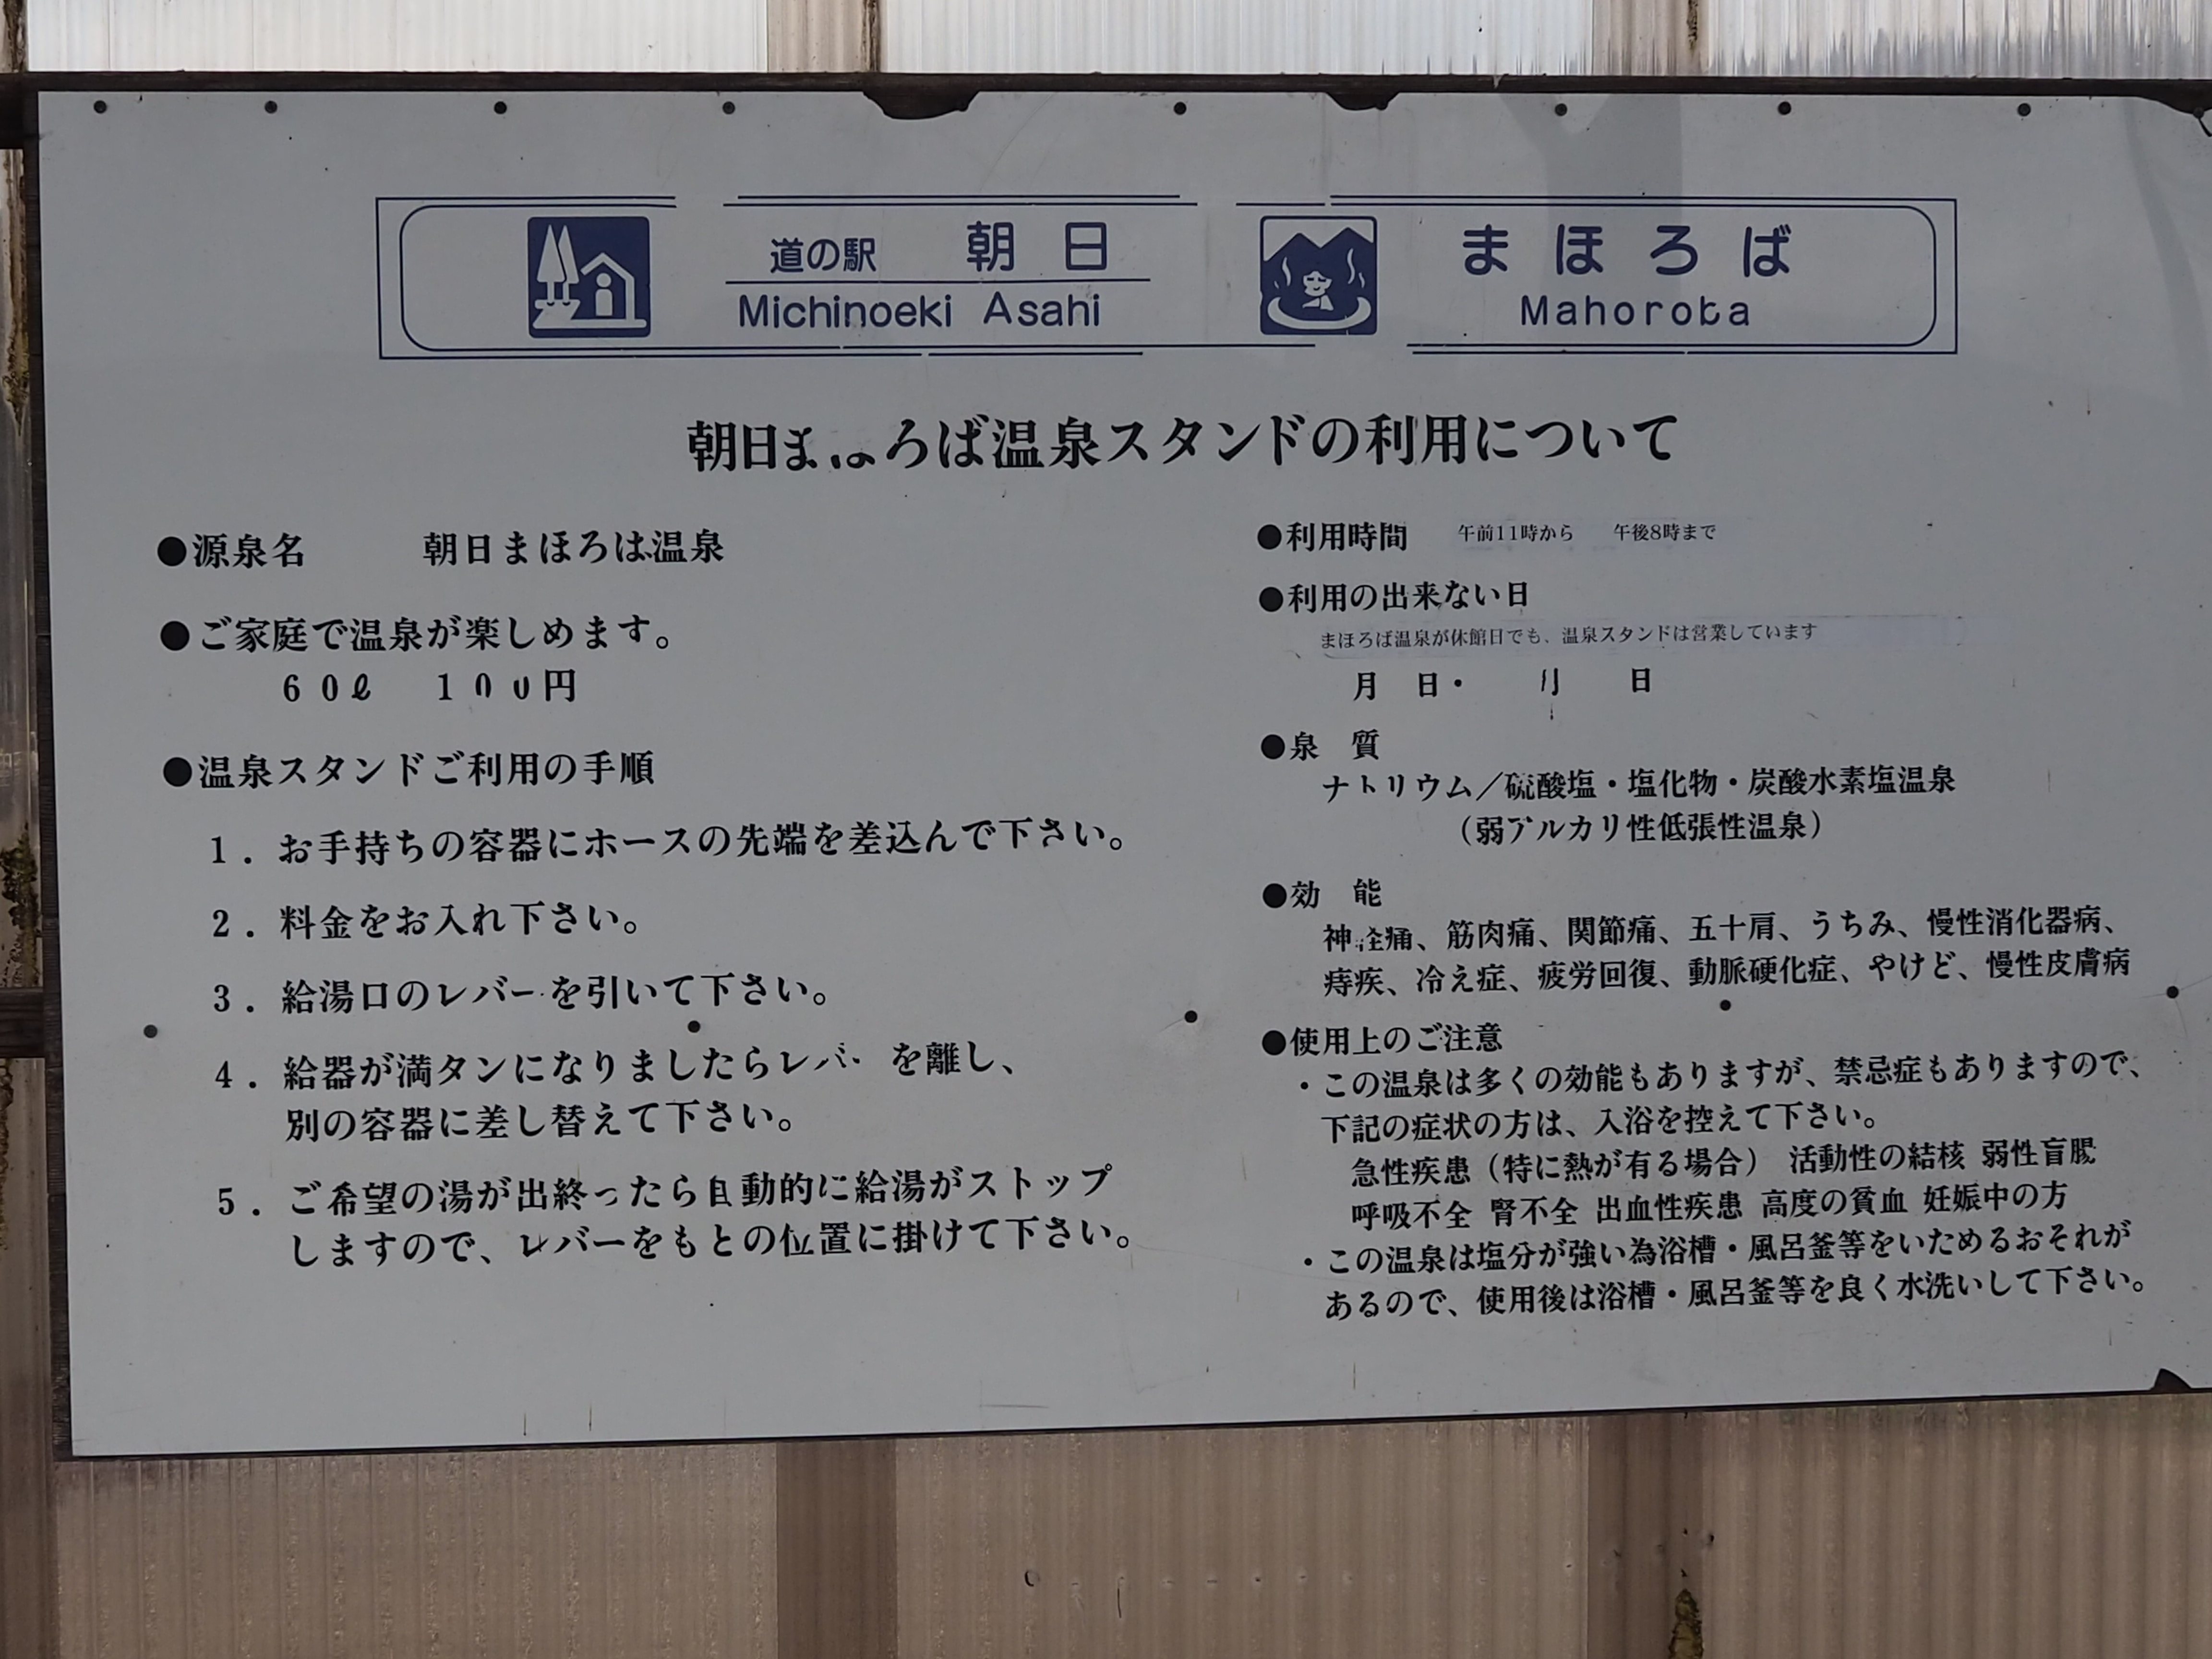 道の駅 朝日
Michinoeki Asahi
まほろば
Mahoroba
朝日まほろば温泉スタンドの利用について
●源泉名 朝日まほろば温泉
●ご家庭で温泉が楽しめます。
60ℓ 100円
●温泉スタンドご利用の手順
1.お手持ちの容器にホースの先端を差込んで下さい。
2.料金をお入れ下さい。
3.給湯口のレバーを引いて下さい。
4.給器が満タンになりましたらレバーを離し、
別の容器に差し替えて下さい。
5.ご希望の湯が出終ったら自動的に給湯がストップ
しますので、レバーをもとの位置に掛けて下さい。
●利用時間 午前11時から 午後8時まで
●利用の出来ない日
まほろば温泉が休館日でも、温泉スタンドは営業しています
月 日・ 月 日
●泉 質
ナトリウム／硫酸塩・塩化物・炭酸水素塩温泉
（弱アルカリ性低張性温泉）
●効 能
神経痛、筋肉痛、関節痛、五十肩、うちみ、慢性消化器病、
痔疾、冷え症、疲労回復、動脈硬化症、やけど、慢性皮膚病
●使用上のご注意
・この温泉は多くの効能もありますが、禁忌症もありますので、
下記の症状の方は、入浴を控えて下さい。
急性疾患（特に熱が有る場合） 活動性の結核 弱性盲腸
呼吸不全 腎不全 出血性疾患 高度の貧血 妊娠中の方
・この温泉は塩分が強い為浴槽・風呂釜等をいためるおそれが
あるので、使用後は浴槽・風呂釜等を良く水洗いして下さい。